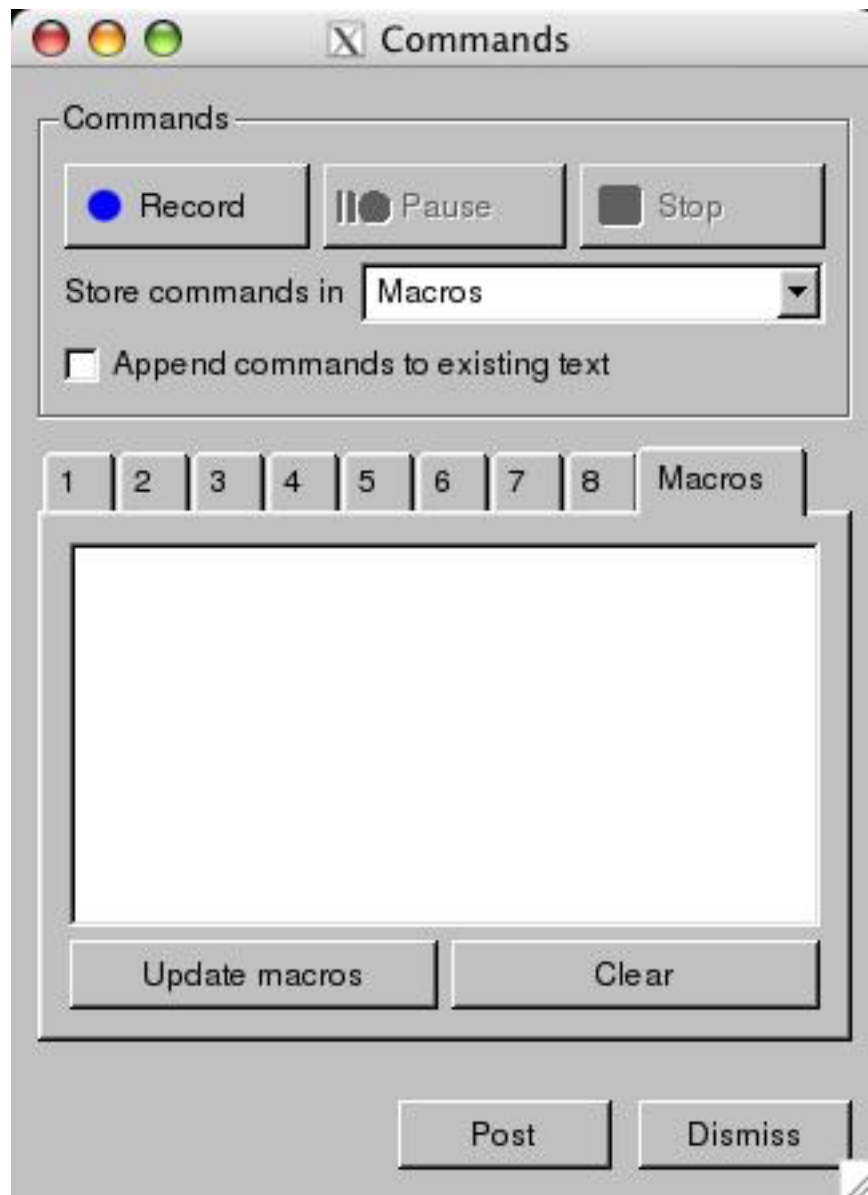 Commands
Commands
Record Pause Stop
Store commands in Macros
Append commands to existing text
1 2 3 4 5 6 7 8 Macros
Update macros Clear
Post Dismiss